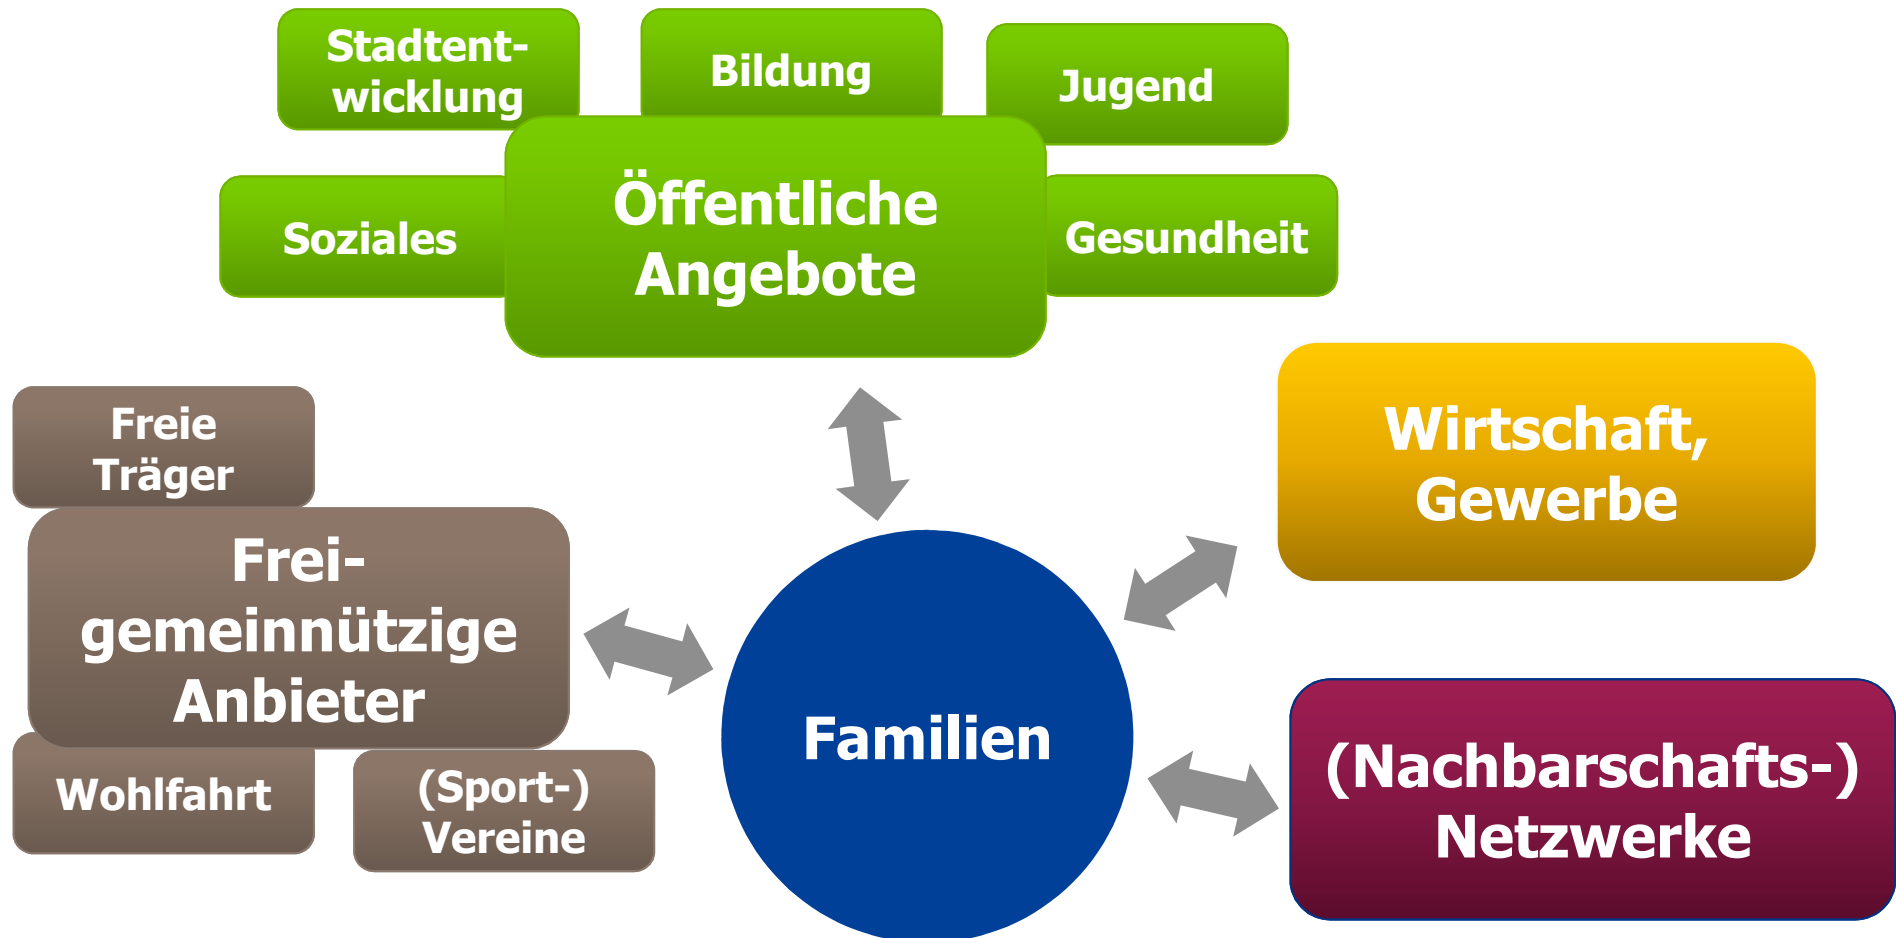 Stadtent-
wicklung
Bildung
Jugend
Soziales
Öffentliche
Angebote
Gesundheit
Freie
Träger
Frei-
gemeinnützige
Anbieter
Wohlfahrt
(Sport-)
Vereine
Familien
Wirtschaft,
Gewerbe
(Nachbarschafts-)
Netzwerke